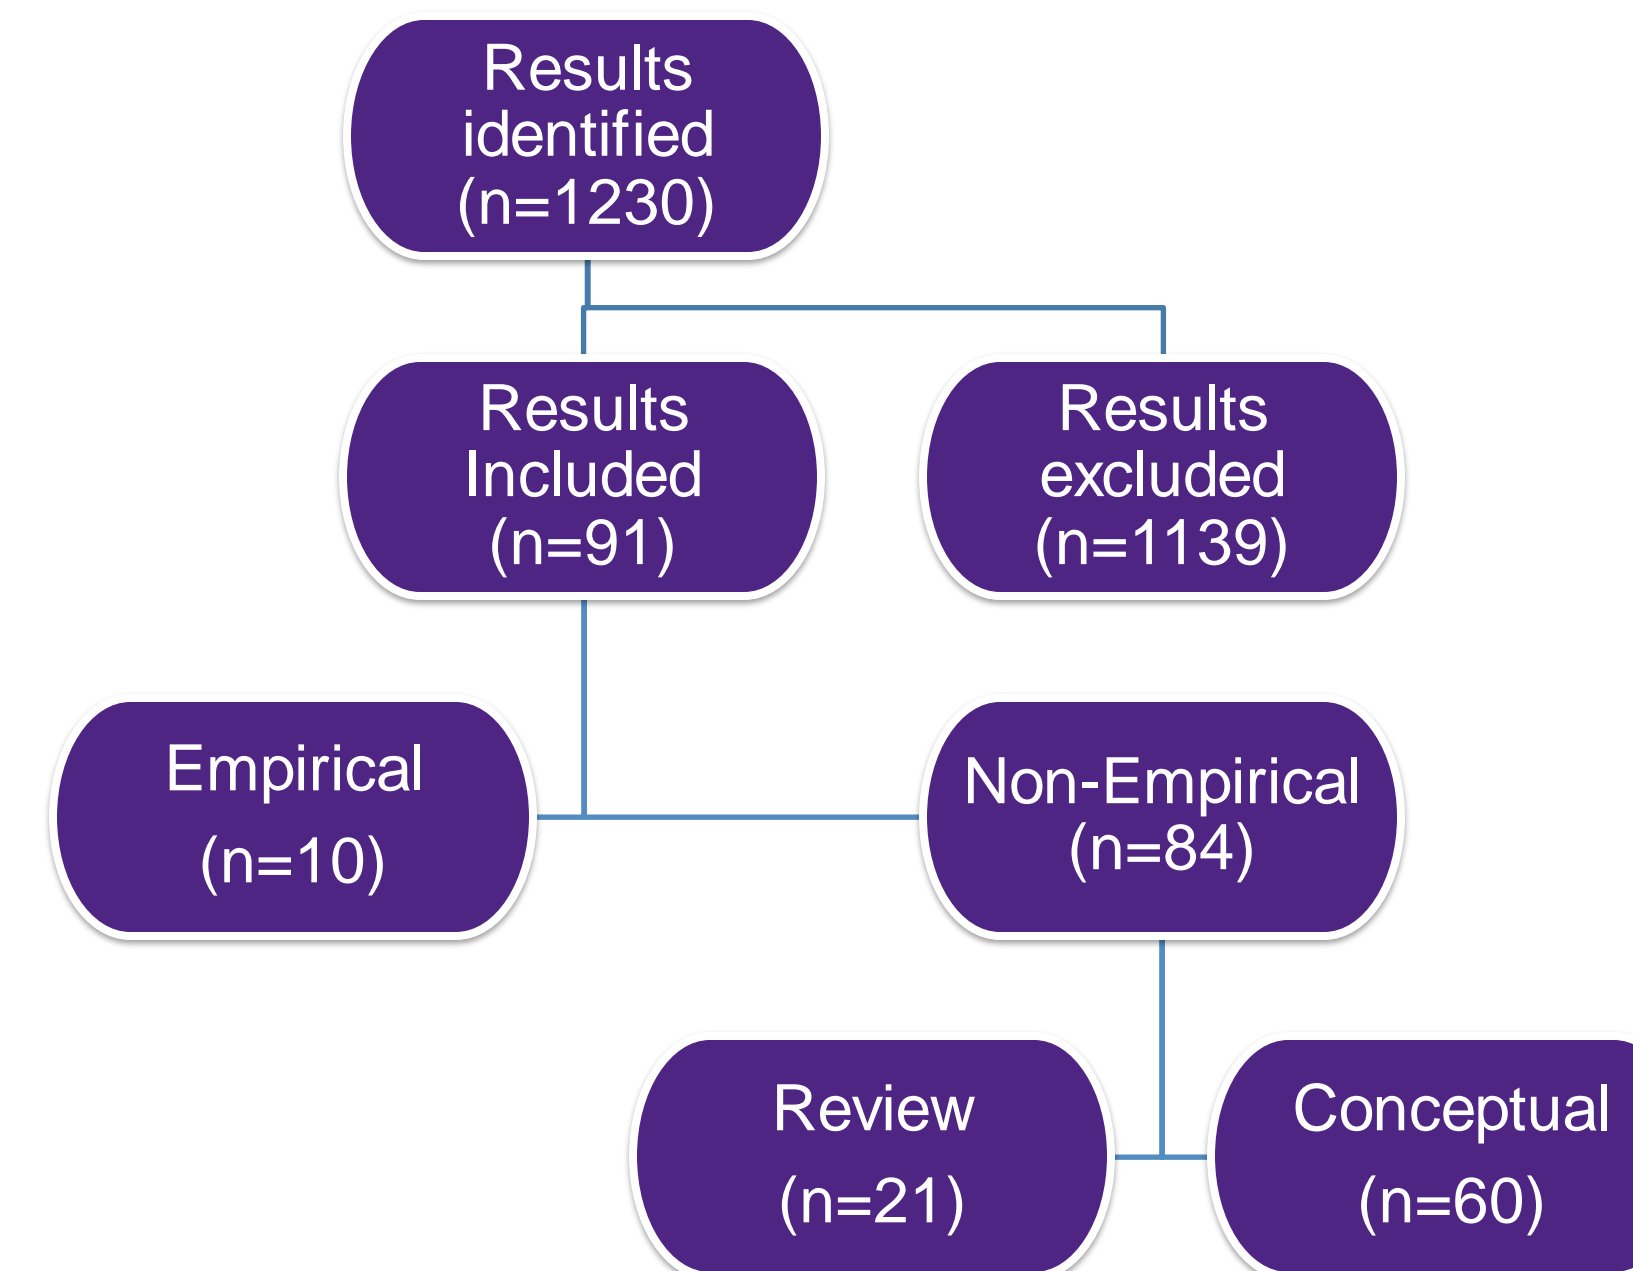 Results
identified
(n=1230)
Results
Included
(n=91)
Results
excluded
(n=1139)
Empirical
(n=10)
Non-Empirical
(n=84)
Review
(n=21)
Conceptual
(n=60)